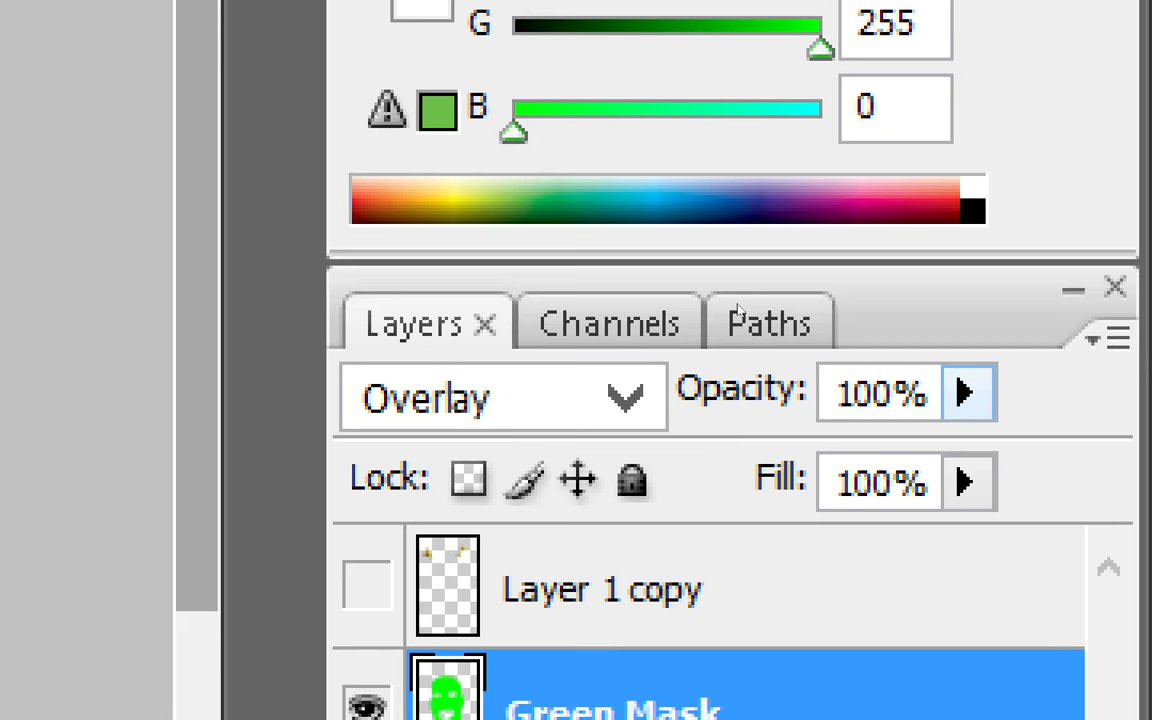 G 255
B 0
Layers Channels Paths
Overlay Opacity: 100%
Lock: Fill: 100%
Layer 1 copy
Green Mask